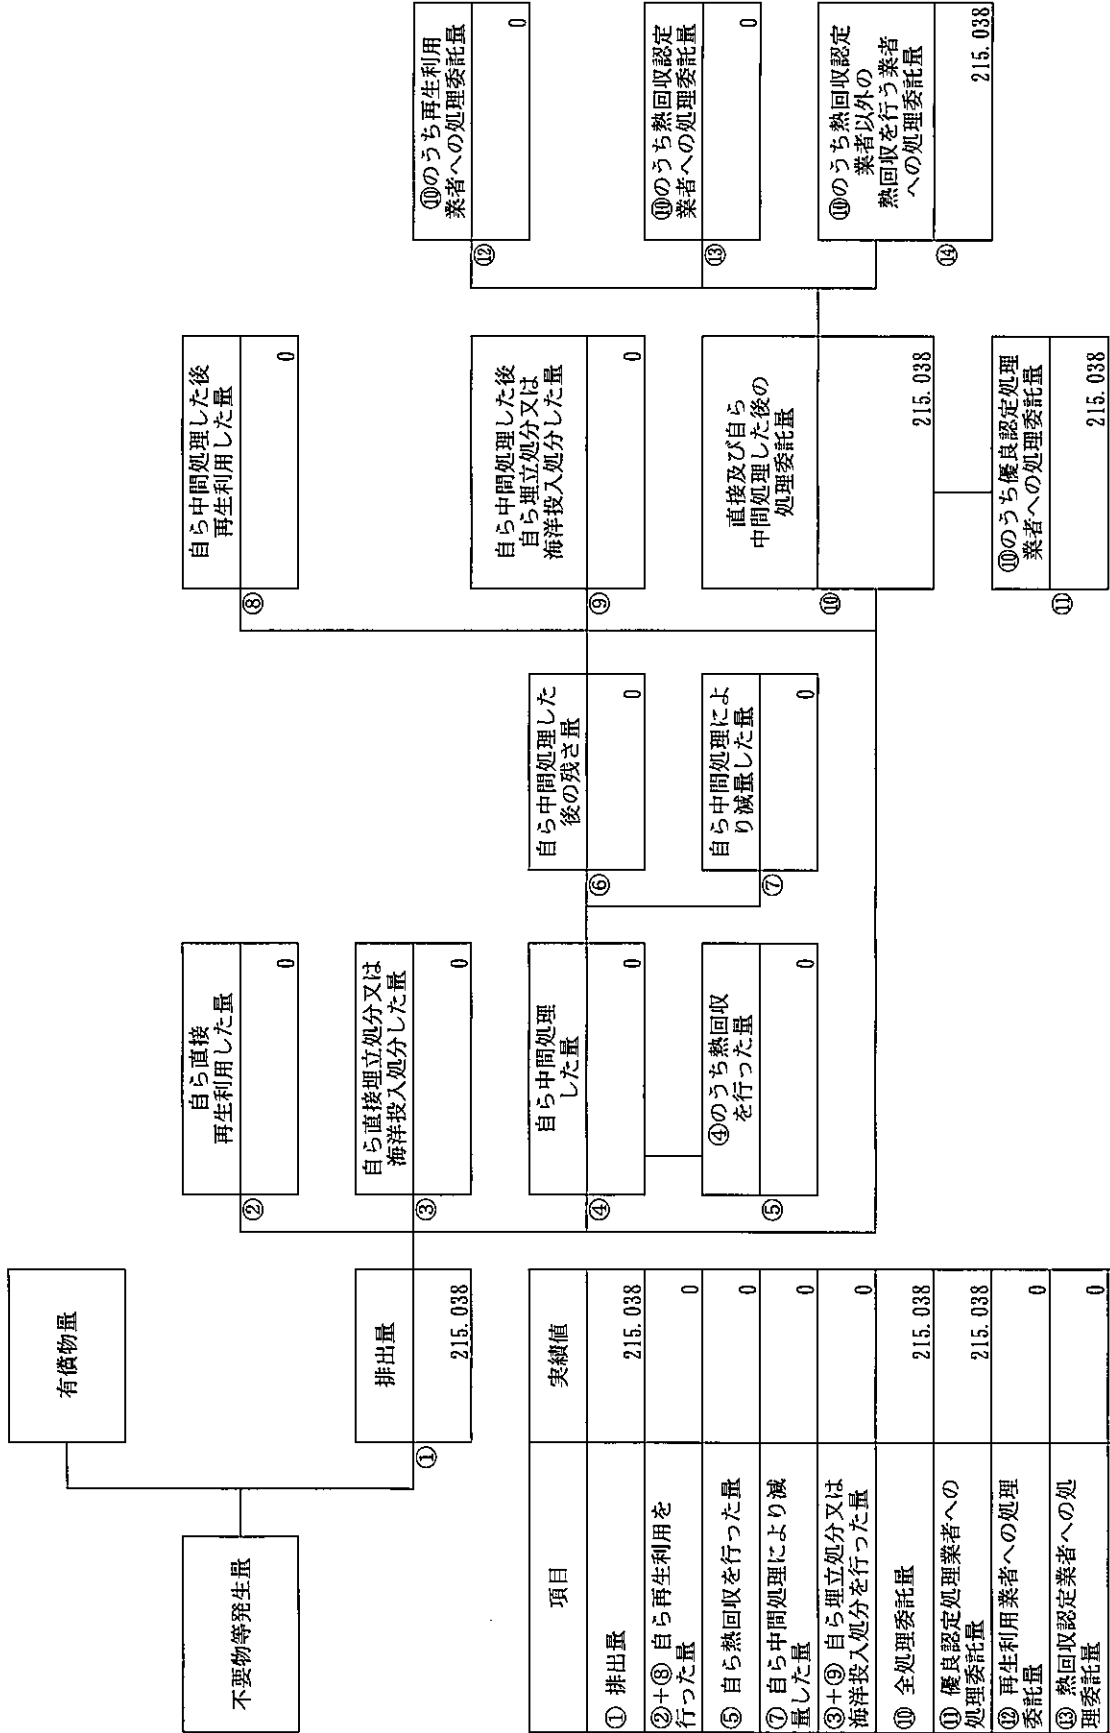 不要物等発生量
有償物量
①
排出量
215.038
②
自ら直接
再生利用した量
0
③
自ら直接埋立処分又は
海洋投入処分した量
0
④
自ら中間処理
した量
0
⑤
④のうち熱回収
を行った量
0
⑥
自ら中間処理した
後の残さ量
0
⑦
自ら中間処理によ
り減量した量
0
⑧
自ら中間処理した後
再生利用した量
0
⑨
自ら中間処理した後
自ら埋立処分又は
海洋投入処分した量
0
⑩
直接及び自ら
中間処理した後の
処理委託量
215.038
⑪
⑩のうち優良認定処理
業者への処理委託量
215.038
⑫
⑩のうち再生利用
業者への処理委託量
0
⑬
⑩のうち熱回収認定
業者への処理委託量
0
⑭
⑩のうち熱回収認定
業者以外の
熱回収を行う業者
への処理委託量
215.038
項目 実績値
① 排出量 215.038
②+⑧ 自ら再生利用を
行った量 0
⑤ 自ら熱回収を行った量 0
⑦ 自ら中間処理により減
量した量 0
③+⑨ 自ら埋立処分又は
海洋投入処分を行った量 0
⑩ 全処理委託量 215.038
⑪ 優良認定処理業者への
処理委託量 215.038
⑫ 再生利用業者への処理
委託量 0
⑬ 熱回収認定業者への処
理委託量 0